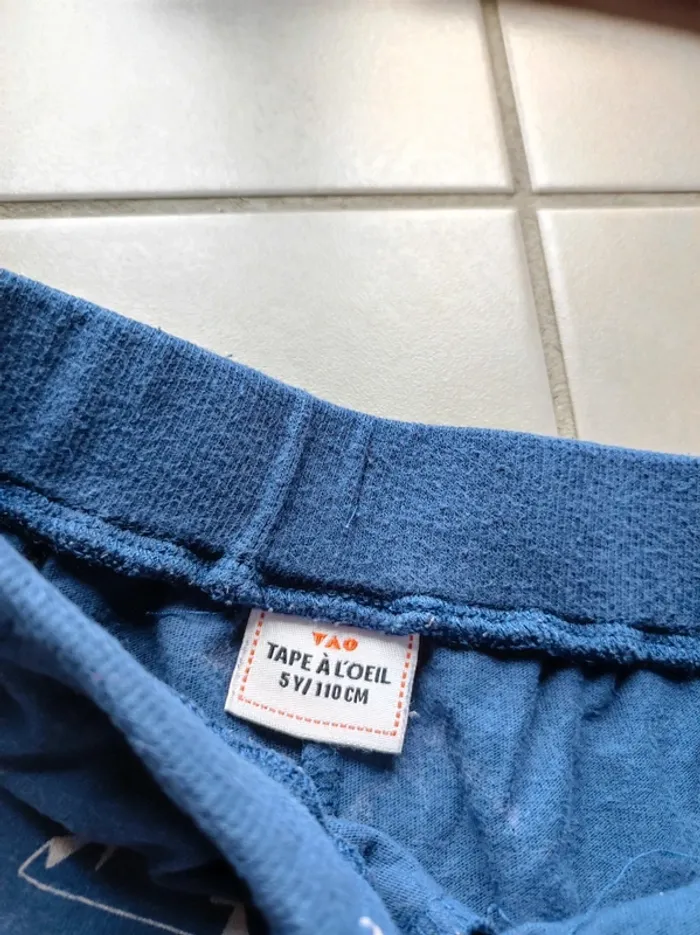 TAO
TAPE À L'OEIL
5 Y/ 110 CM